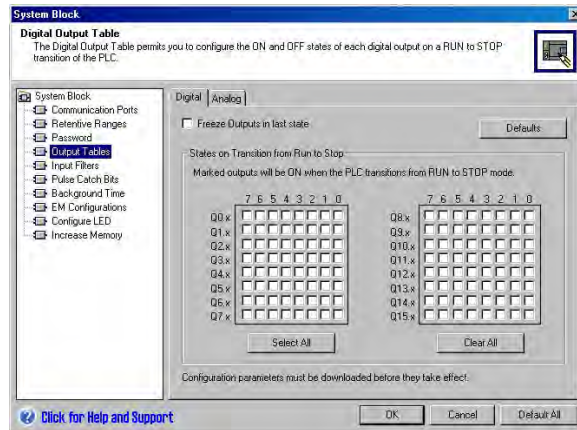 System Block
Digital Output Table
The Digital Output Table permits you to configure the ON and OFF states of each digital output on a RUN to STOP
transition of the PLC.
System Block
Communication Ports
Retentive Ranges
Password
Output Tables
Input Filters
Pulse Catch Bits
Background Time
EM Configurations
Configure LED
Increase Memory
Digital Analog
Freeze Outputs in last state
Defaults
States on Transition from Run to Stop
Marked outputs will be ON when the PLC transitions from RUN to STOP mode.
7 6 5 4 3 2 1 0
Q0.x
Q1.x
Q2.x
Q3.x
Q4.x
Q5.x
Q6.x
Q7.x
7 6 5 4 3 2 1 0
Q8.x
Q9.x
Q10.x
Q11.x
Q12.x
Q13.x
Q14.x
Q15.x
Select All
Clear All
Configuration parameters must be downloaded before they take effect.
Click for Help and Support
OK
Cancel
Default All